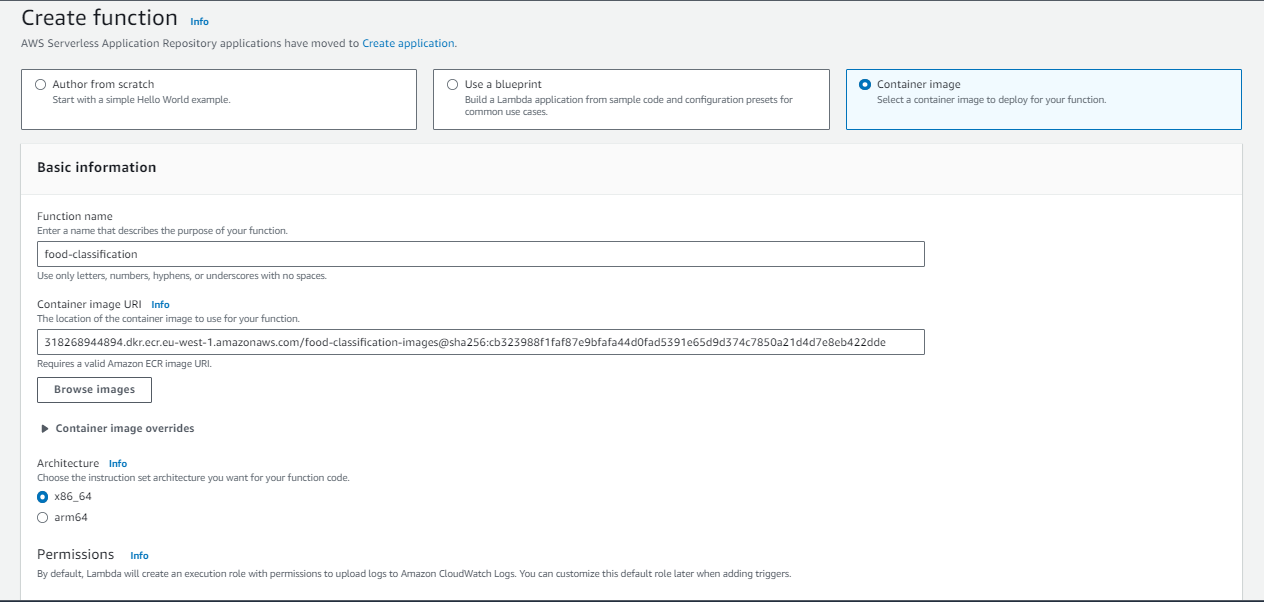 Create function Info
AWS Serverless Application Repository applications have moved to Create application.
Author from scratch
Start with a simple Hello World example.
Use a blueprint
Build a Lambda application from sample code and configuration presets for
common use cases.
Container image
Select a container image to deploy for your function.
Basic information
Function name
Enter a name that describes the purpose of your function.
food-classification
Use only letters, numbers, hyphens, or underscores with no spaces.
Container image URI Info
The location of the container image to use for your function.
318268944894.dkr.ecr.eu-west-1.amazonaws.com/food-classification-images@sha256:cb323988f1faf87e9bfafa44d0fad5391e65d9d374c7850a21d4d7e8eb422dde
Requires a valid Amazon ECR image URI.
Browse images
Container image overrides
Architecture Info
Choose the instruction set architecture you want for your function code.
x86_64
arm64
Permissions Info
By default, Lambda will create an execution role with permissions to upload logs to Amazon CloudWatch Logs. You can customize this default role later when adding triggers.